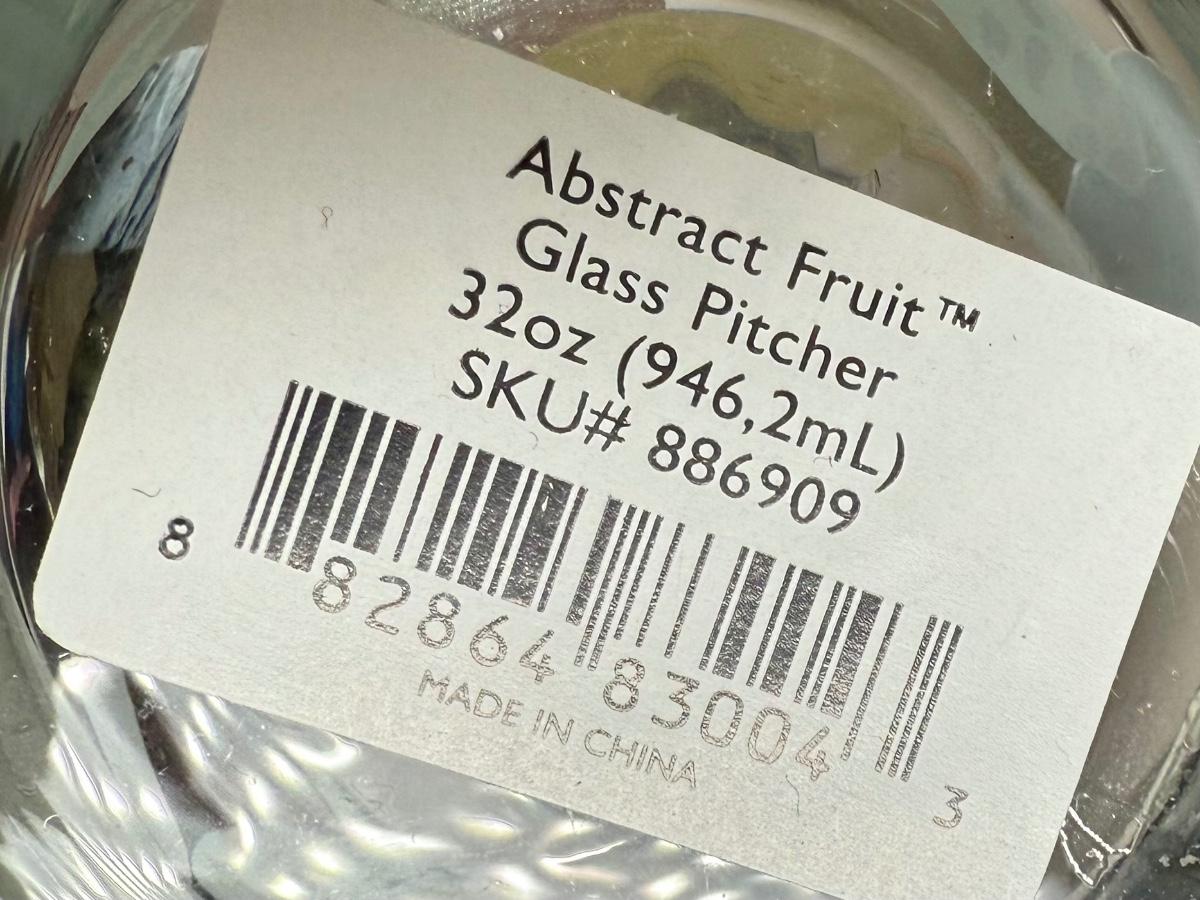 Abstract Fruit™
Glass Pitcher
32oz (946,2mL)
SKU# 886909
8 82864 83004 3
MADE IN CHINA